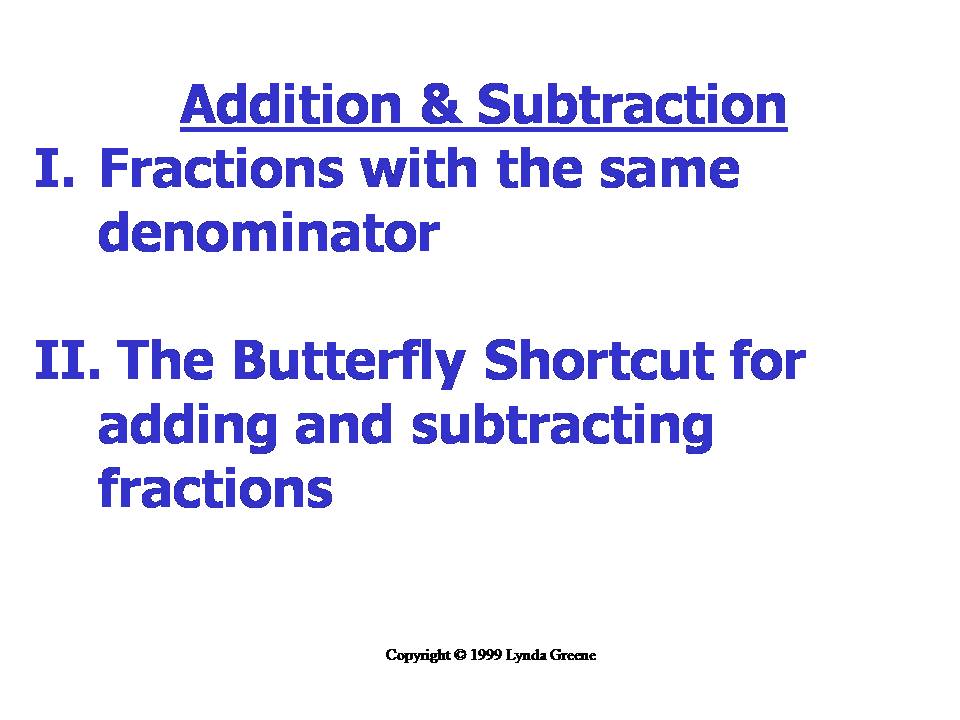 Addition & Subtraction
I. Fractions with the same
denominator
II. The Butterfly Shortcut for
adding and subtracting
fractions
Copyright © 1999 Lynda Greene